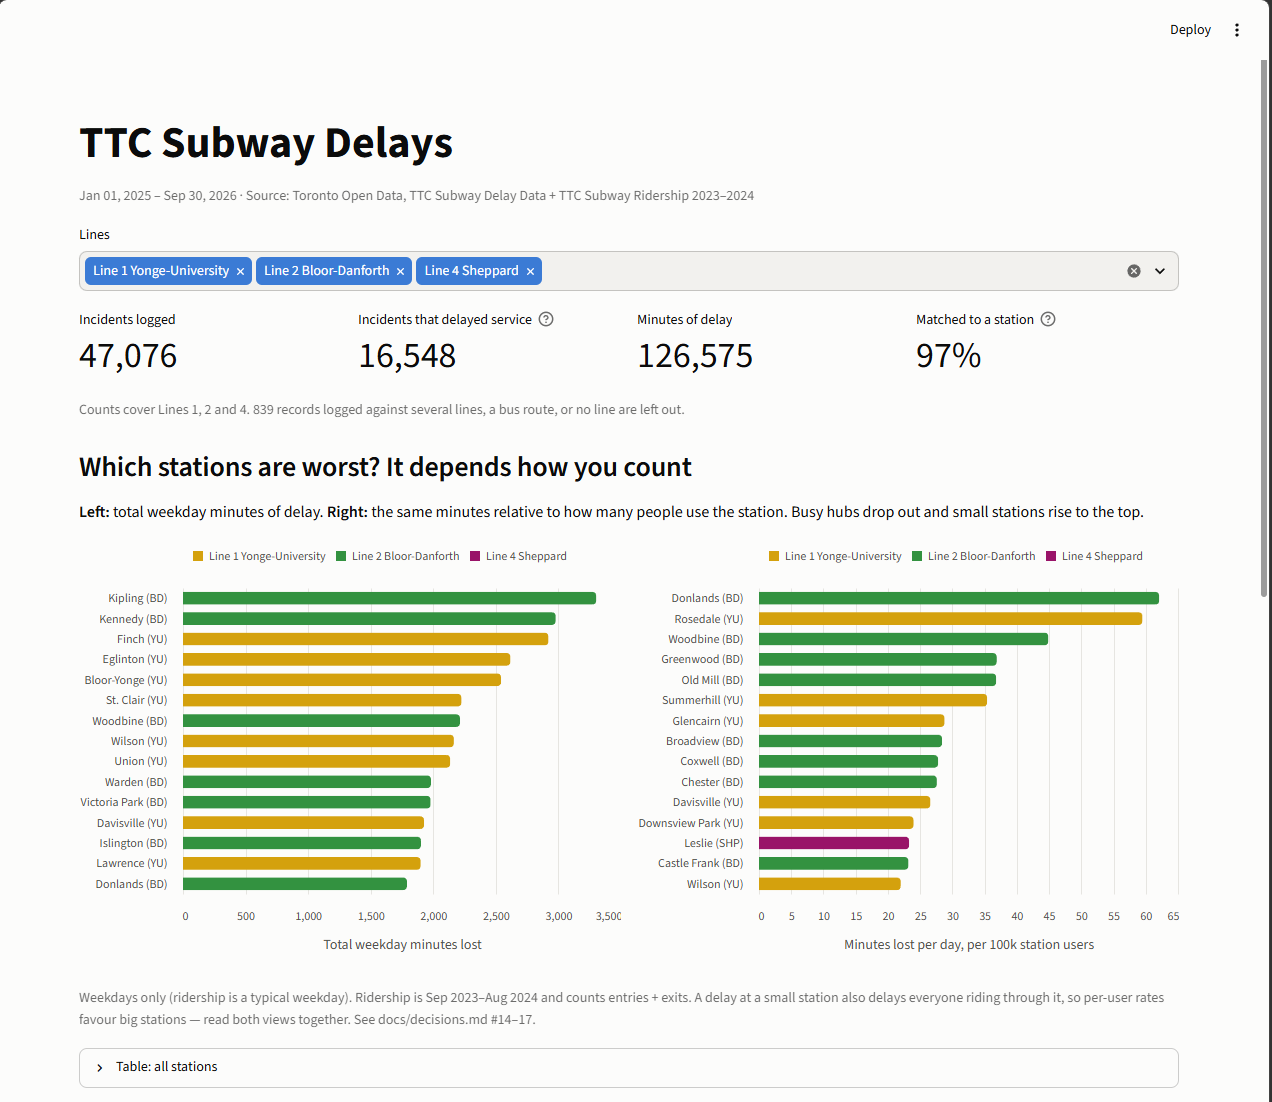 Deploy
TTC Subway Delays
Jan 01, 2025 – Sep 30, 2026 · Source: Toronto Open Data, TTC Subway Delay Data + TTC Subway Ridership 2023–2024
Lines
Line 1 Yonge-University × Line 2 Bloor-Danforth × Line 4 Sheppard ×
Incidents logged
47,076
Incidents that delayed service
16,548
Minutes of delay
126,575
Matched to a station
97%
Counts cover Lines 1, 2 and 4. 839 records logged against several lines, a bus route, or no line are left out.
Which stations are worst? It depends how you count
Left: total weekday minutes of delay. Right: the same minutes relative to how many people use the station. Busy hubs drop out and small stations rise to the top.
Line 1 Yonge-University Line 2 Bloor-Danforth Line 4 Sheppard
Kipling (BD)
Kennedy (BD)
Finch (YU)
Eglinton (YU)
Bloor-Yonge (YU)
St. Clair (YU)
Woodbine (BD)
Wilson (YU)
Union (YU)
Warden (BD)
Victoria Park (BD)
Davisville (YU)
Islington (BD)
Lawrence (YU)
Donlands (BD)
0 500 1,000 1,500 2,000 2,500 3,000 3,500
Total weekday minutes lost
Line 1 Yonge-University Line 2 Bloor-Danforth Line 4 Sheppard
Donlands (BD)
Rosedale (YU)
Woodbine (BD)
Greenwood (BD)
Old Mill (BD)
Summerhill (YU)
Glencairn (YU)
Broadview (BD)
Coxwell (BD)
Chester (BD)
Davisville (YU)
Downsview Park (YU)
Leslie (SHP)
Castle Frank (BD)
Wilson (YU)
0 5 10 15 20 25 30 35 40 45 50 55 60 65
Minutes lost per day, per 100k station users
Weekdays only (ridership is a typical weekday). Ridership is Sep 2023–Aug 2024 and counts entries + exits. A delay at a small station also delays everyone riding through it, so per-user rates
favour big stations — read both views together. See docs/decisions.md #14–17.
Table: all stations